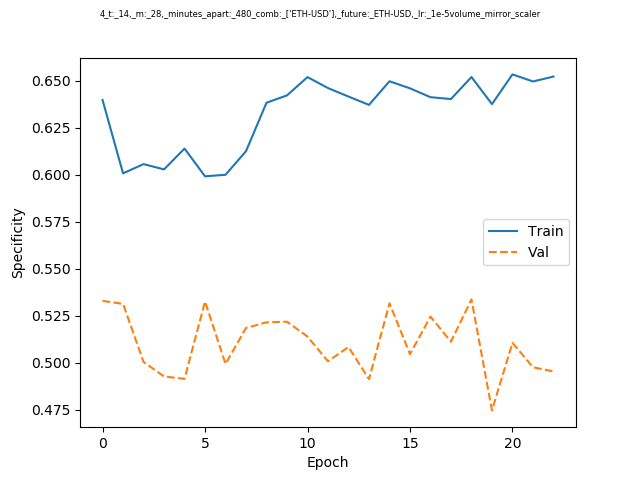 4_t:_14,_m:_28,_minutes_apart:_480_comb:_['ETH-USD'],_future:_ETH-USD,_lr:_1e-5volume_mirror_scaler
0.650
0.625
0.600
0.575
0.550
0.525
0.500
0.475
Specificity
Train
Val
0 5 10 15 20
Epoch